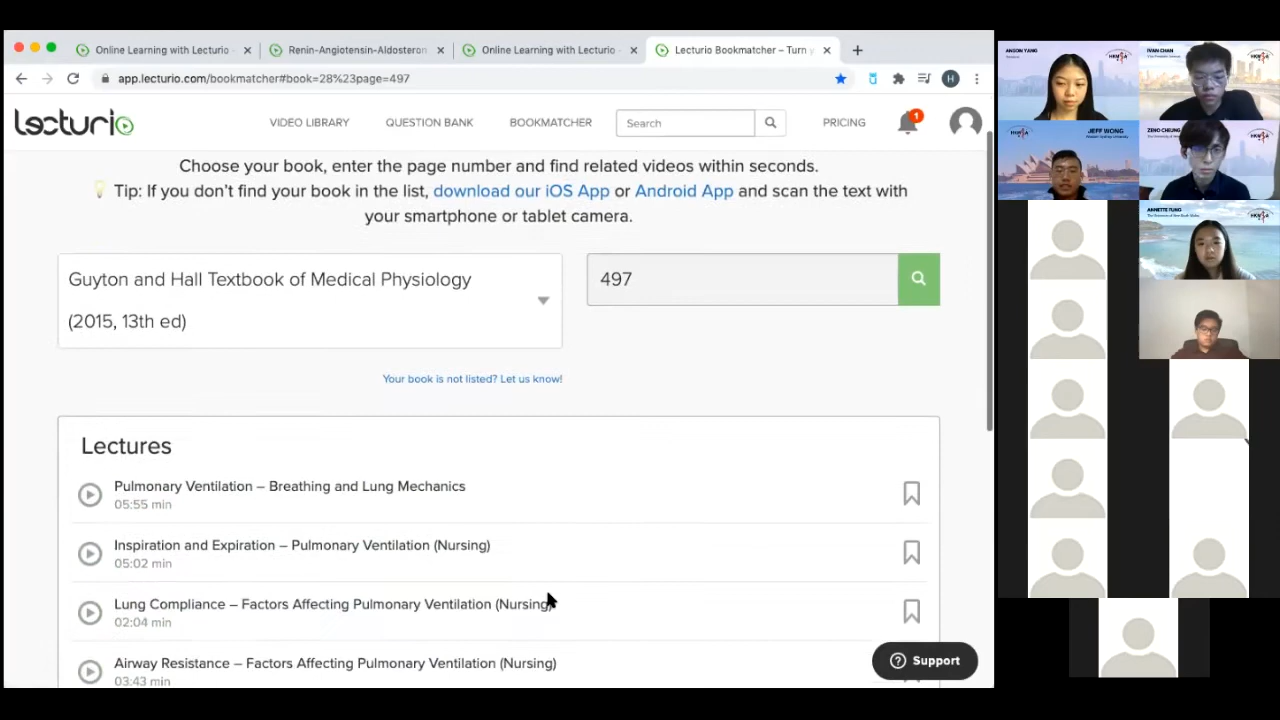 Online Learning with Lecturio
Renin-Angiotensin-Aldosteron
Online Learning with Lecturio
Lecturio Bookmatcher – Turn y
app.lecturio.com/bookmatcher#book=28%23page=497
H
lecturio
VIDEO LIBRARY
QUESTION BANK
BOOKMATCHER
Search
PRICING
1
Choose your book, enter the page number and find related videos within seconds.
Tip: If you don't find your book in the list, download our iOS App or Android App and scan the text with
your smartphone or tablet camera.
Guyton and Hall Textbook of Medical Physiology
(2015, 13th ed)
497
Your book is not listed? Let us know!
Lectures
Pulmonary Ventilation – Breathing and Lung Mechanics
05:55 min
Inspiration and Expiration – Pulmonary Ventilation (Nursing)
05:02 min
Lung Compliance – Factors Affecting Pulmonary Ventilation (Nursing)
02:04 min
Airway Resistance – Factors Affecting Pulmonary Ventilation (Nursing)
03:43 min
Support
ANSON YANG
IVAN CHAN
JEFF WONG
Western Sydney University
ZENO CHEUNG
ANNETTE FUNG